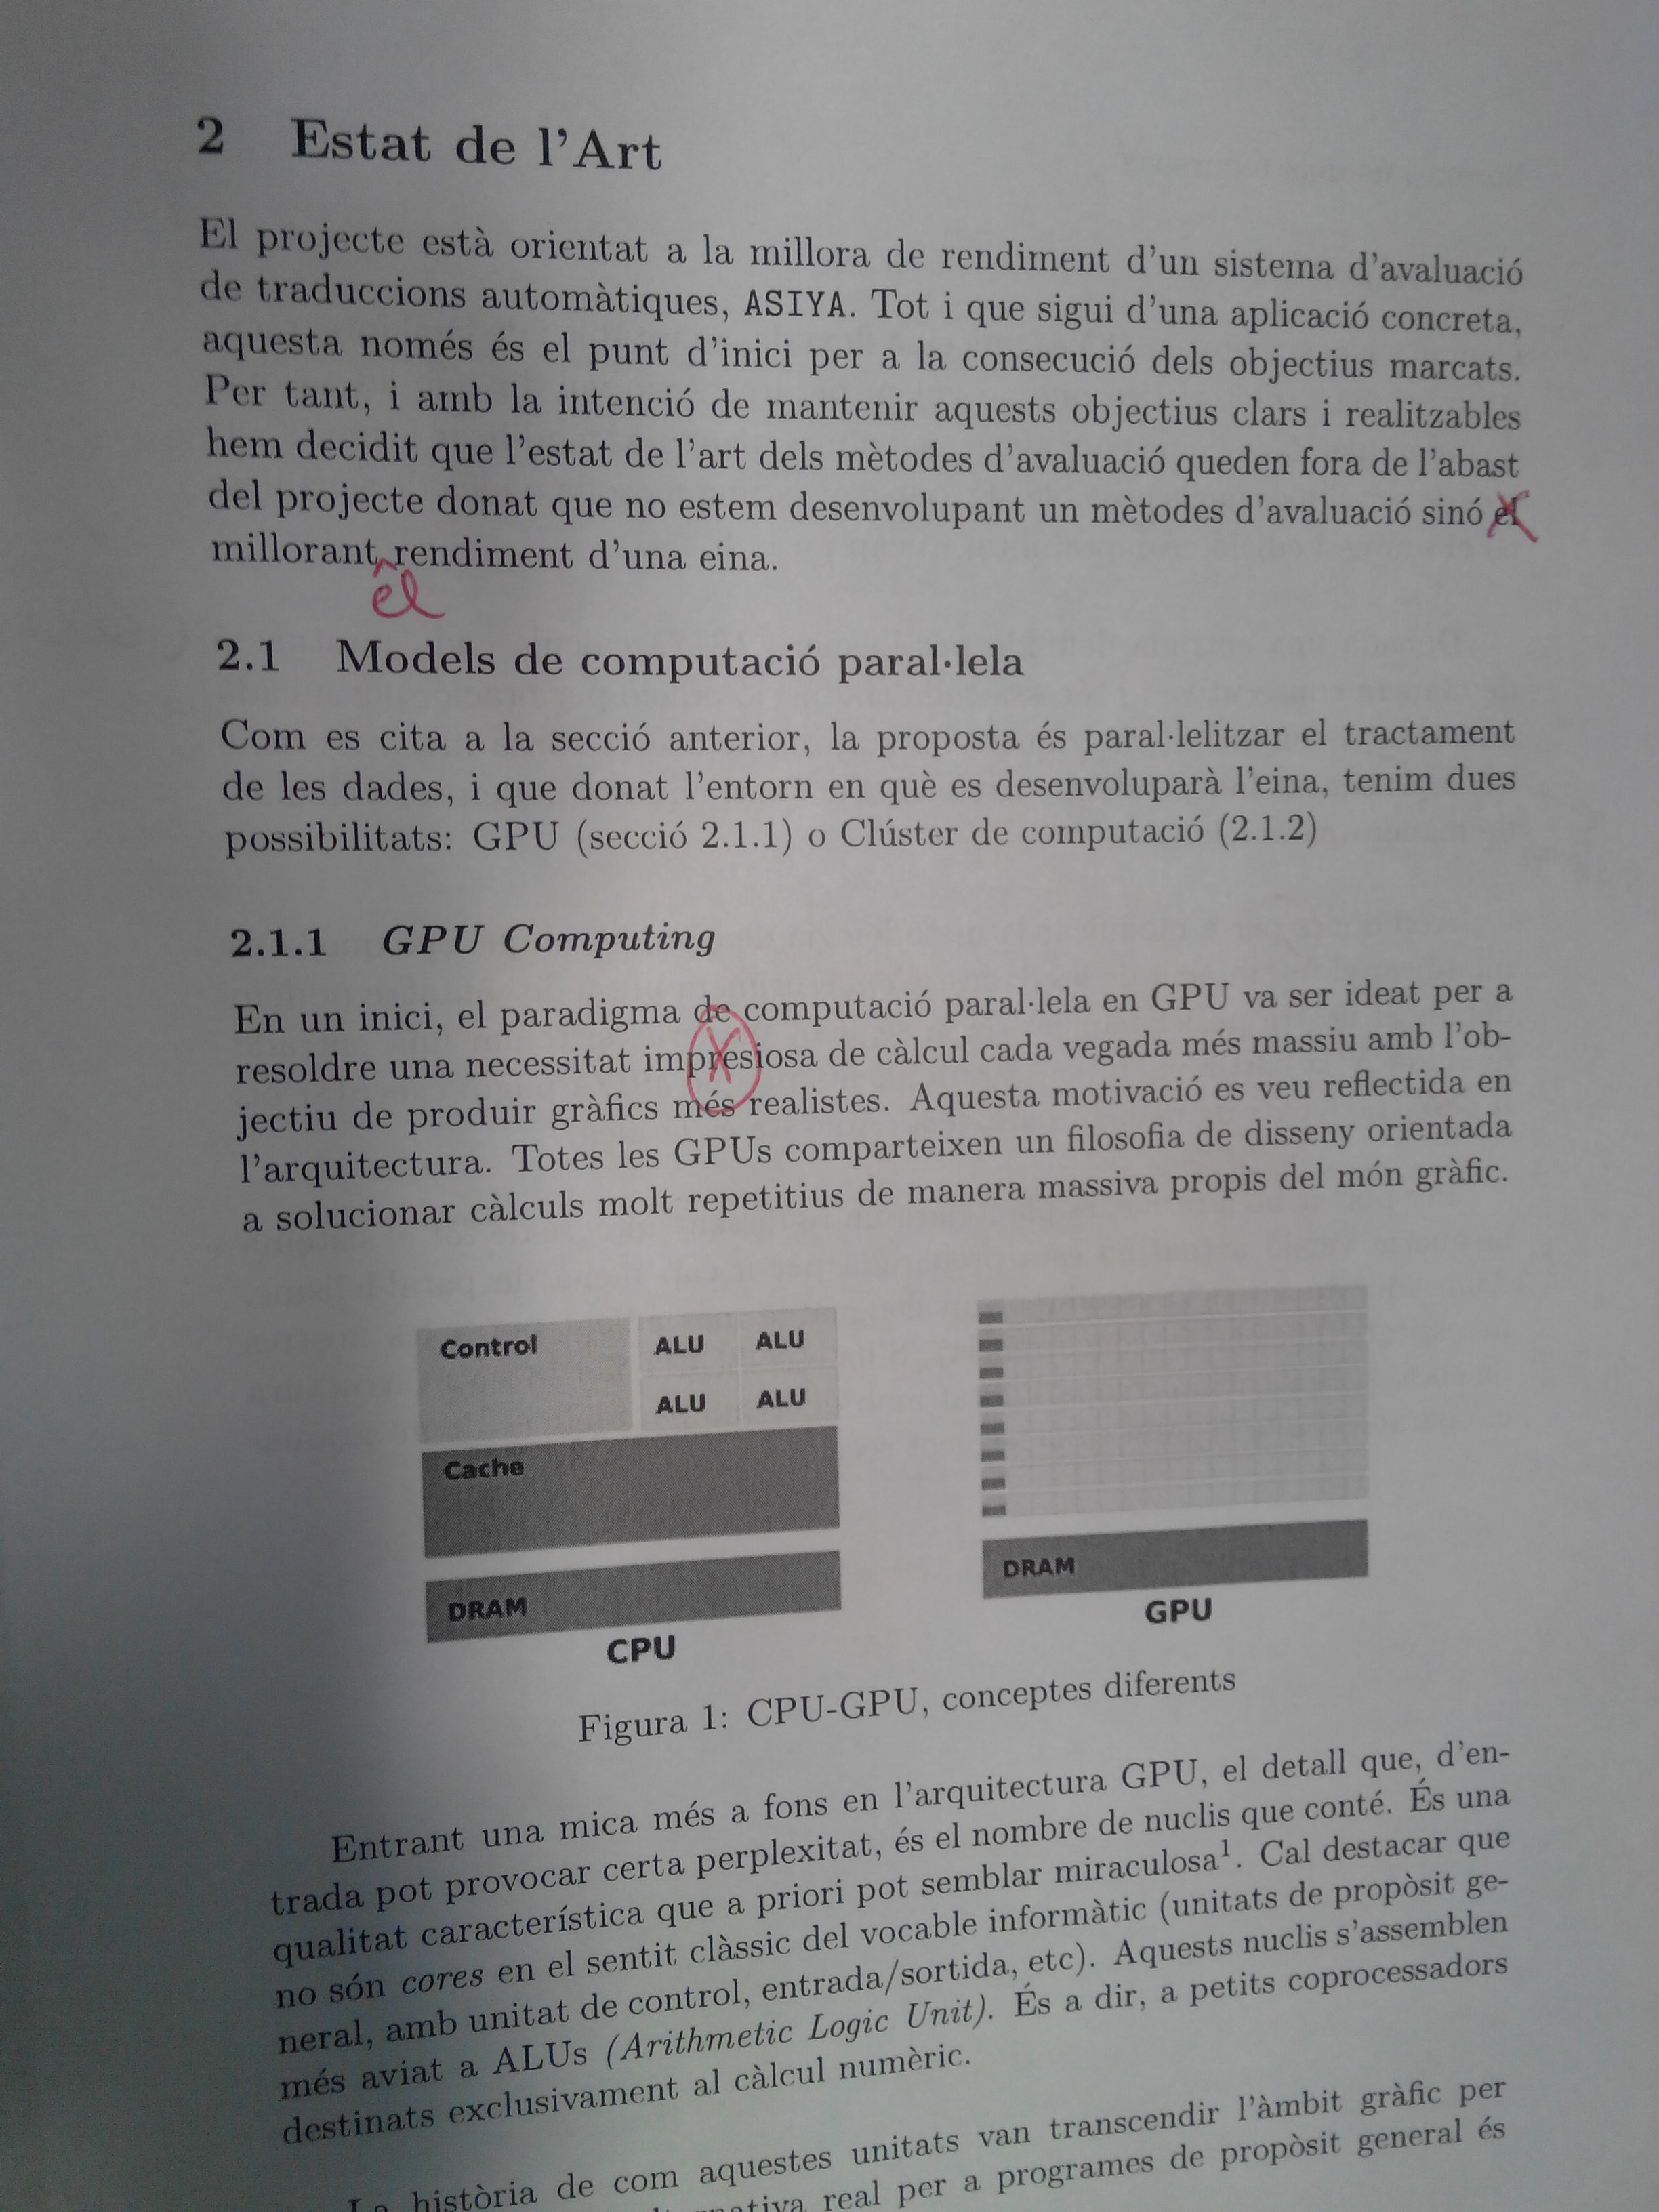 2 Estat de l'Art
El projecte està orientat a la millora de rendiment d'un sistema d'avaluació
de traduccions automàtiques, ASIYA. Tot i que sigui d'una aplicació concreta,
aquesta només és el punt d'inici per a la consecució dels objectius marcats.
Per tant, i amb la intenció de mantenir aquests objectius clars i realitzables
hem decidit que l'estat de l'art dels mètodes d'avaluació queden fora de l'abast
del projecte donat que no estem desenvolupant un mètodes d'avaluació sinó el
millorant rendiment d'una eina.
el
2.1 Models de computació paral·lela
Com es cita a la secció anterior, la proposta és paral·lelitzar el tractament
de les dades, i que donat l'entorn en què es desenvoluparà l'eina, tenim dues
possibilitats: GPU (secció 2.1.1) o Clúster de computació (2.1.2)
2.1.1 GPU Computing
En un inici, el paradigma de computació paral·lela en GPU va ser ideat per a
resoldre una necessitat impresiosa de càlcul cada vegada més massiu amb l'ob-
jectiu de produir gràfics més realistes. Aquesta motivació es veu reflectida en
l'arquitectura. Totes les GPUs comparteixen un filosofia de disseny orientada
a solucionar càlculs molt repetitius de manera massiva propis del món gràfic.
Control ALU ALU
ALU ALU
Cache
DRAM
CPU
DRAM
GPU
Figura 1: CPU-GPU, conceptes diferents
Entrant una mica més a fons en l'arquitectura GPU, el detall que, d'en-
trada pot provocar certa perplexitat, és el nombre de nuclis que conté. És una
qualitat característica que a priori pot semblar miraculosa¹. Cal destacar que
no són cores en el sentit clàssic del vocable informàtic (unitats de propòsit ge-
neral, amb unitat de control, entrada/sortida, etc). Aquests nuclis s'assemblen
més aviat a ALUs (Arithmetic Logic Unit). És a dir, a petits coprocessadors
destinats exclusivament al càlcul numèric.
La història de com aquestes unitats van transcendir l'àmbit gràfic per
real per a programes de propòsit general és